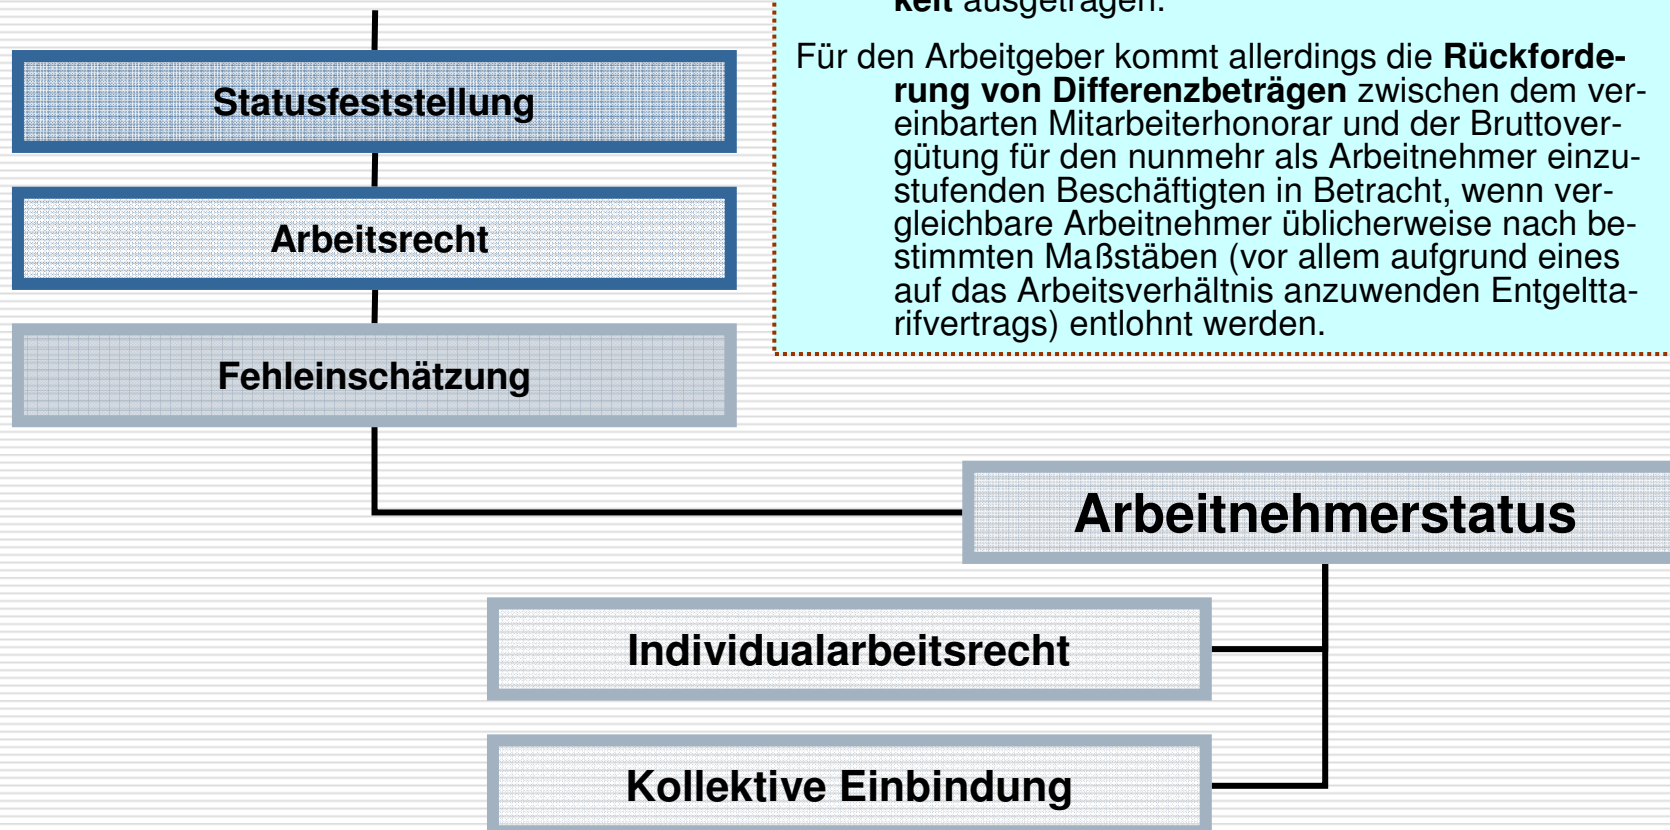 keit ausgetragen.
Für den Arbeitgeber kommt allerdings die Rückforde-
rung von Differenzbeträgen zwischen dem ver-
einbarten Mitarbeiterhonorar und der Bruttover-
gütung für den nunmehr als Arbeitnehmer einzu-
stufenden Beschäftigten in Betracht, wenn ver-
gleichbare Arbeitnehmer üblicherweise nach be-
stimmten Maßstäben (vor allem aufgrund eines
auf das Arbeitsverhältnis anzuwenden Entgeltta-
rifvertrags) entlohnt werden.
Statusfeststellung
Arbeitsrecht
Fehleinschätzung
Arbeitnehmerstatus
Individualarbeitsrecht
Kollektive Einbindung